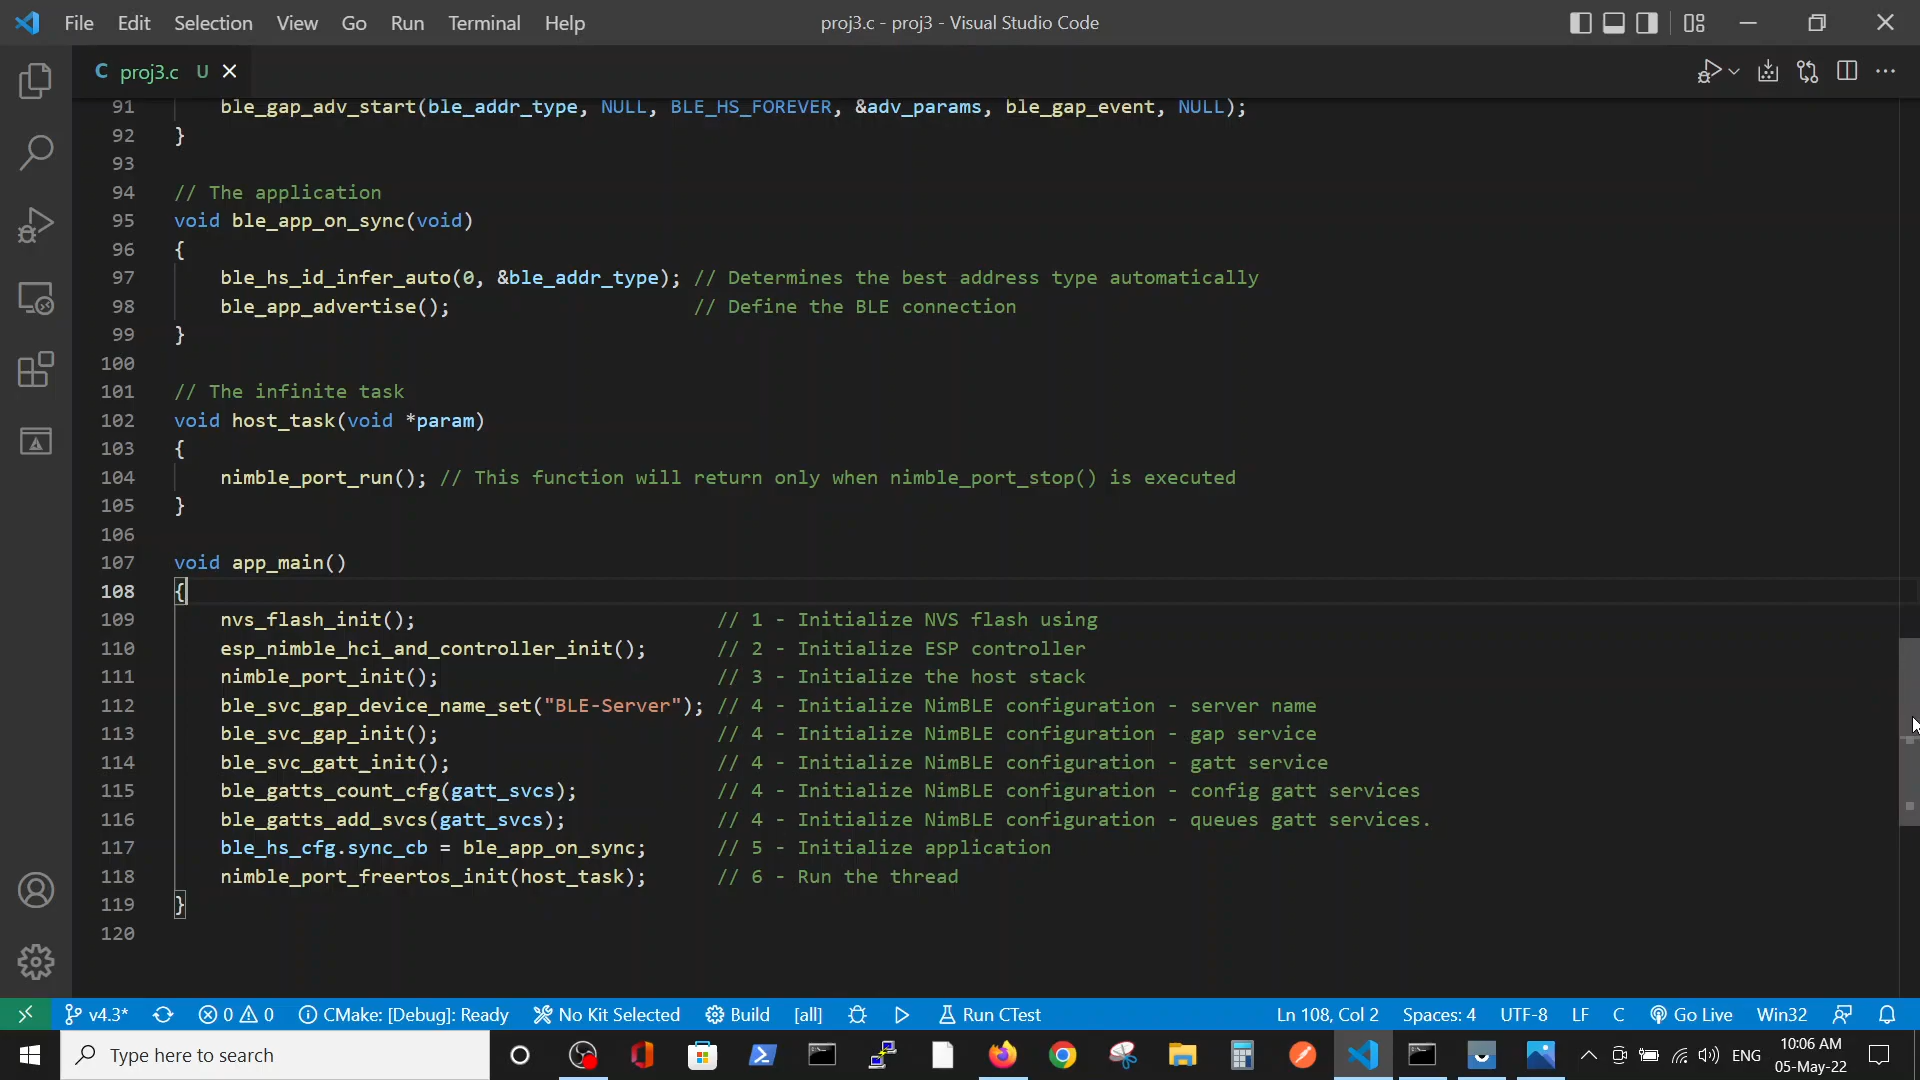 File Edit Selection View Go Run Terminal Help proj3.c - proj3 - Visual Studio Code
C proj3.c U
91 ble_gap_adv_start(ble_addr_type, NULL, BLE_HS_FOREVER, &adv_params, ble_gap_event, NULL);
92 }
93
94 // The application
95 void ble_app_on_sync(void)
96 {
97 ble_hs_id_infer_auto(0, &ble_addr_type); // Determines the best address type automatically
98 ble_app_advertise(); // Define the BLE connection
99 }
100
101 // The infinite task
102 void host_task(void *param)
103 {
104 nimble_port_run(); // This function will return only when nimble_port_stop() is executed
105 }
106
107 void app_main()
108 {
109 nvs_flash_init(); // 1 - Initialize NVS flash using
110 esp_nimble_hci_and_controller_init(); // 2 - Initialize ESP controller
111 nimble_port_init(); // 3 - Initialize the host stack
112 ble_svc_gap_device_name_set("BLE-Server"); // 4 - Initialize NimBLE configuration - server name
113 ble_svc_gap_init(); // 4 - Initialize NimBLE configuration - gap service
114 ble_svc_gatt_init(); // 4 - Initialize NimBLE configuration - gatt service
115 ble_gatts_count_cfg(gatt_svcs); // 4 - Initialize NimBLE configuration - config gatt services
116 ble_gatts_add_svcs(gatt_svcs); // 4 - Initialize NimBLE configuration - queues gatt services.
117 ble_hs_cfg.sync_cb = ble_app_on_sync; // 5 - Initialize application
118 nimble_port_freertos_init(host_task); // 6 - Run the thread
119 }
120
v4.3* 0 0 CMake: [Debug]: Ready No Kit Selected Build [all] Run CTest Ln 108, Col 2 Spaces: 4 UTF-8 LF C Go Live Win32
Type here to search ENG 10:06 AM
05-May-22